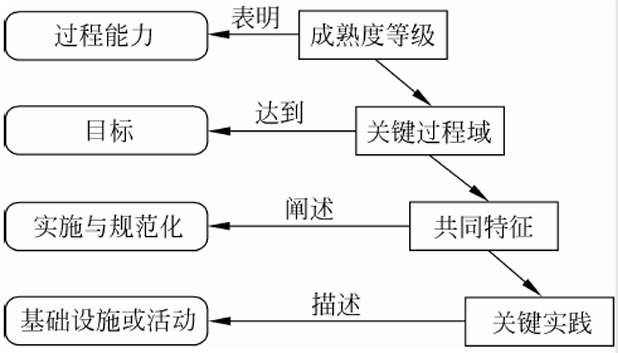 表明
过程能力
成熟度等级
达到
目标
关键过程域
阐述
实施与规范化
共同特征
描述
基础设施或活动
关键实践